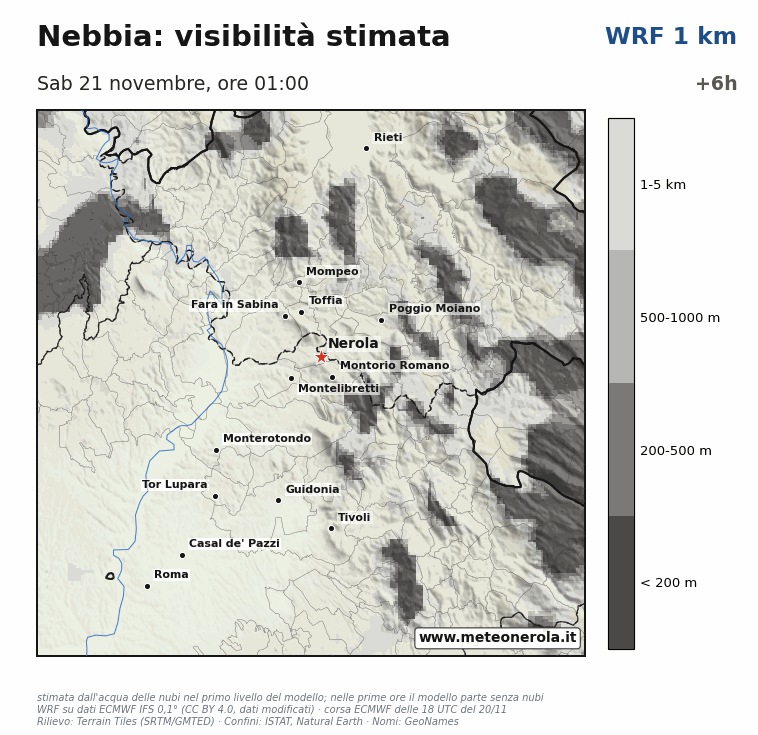 Nebbia: visibilità stimata
WRF 1 km
Sab 21 novembre, ore 01:00
+6h
Rieti
1-5 km
Mompeo
Toffia
Fara in Sabina
Poggio Moiano
500-1000 m
Nerola
Montorio Romano
Montelibretti
Monterotondo
200-500 m
Tor Lupara
Guidonia
Tivoli
Casal de' Pazzi
Roma
< 200 m
www.meteonerola.it
stimata dall'acqua delle nubi nel primo livello del modello; nelle prime ore il modello parte senza nubi
WRF su dati ECMWF IFS 0,1° (CC BY 4.0, dati modificati) · corsa ECMWF delle 18 UTC del 20/11
Rilievo: Terrain Tiles (SRTM/GMTED) · Confini: ISTAT, Natural Earth · Nomi: GeoNames